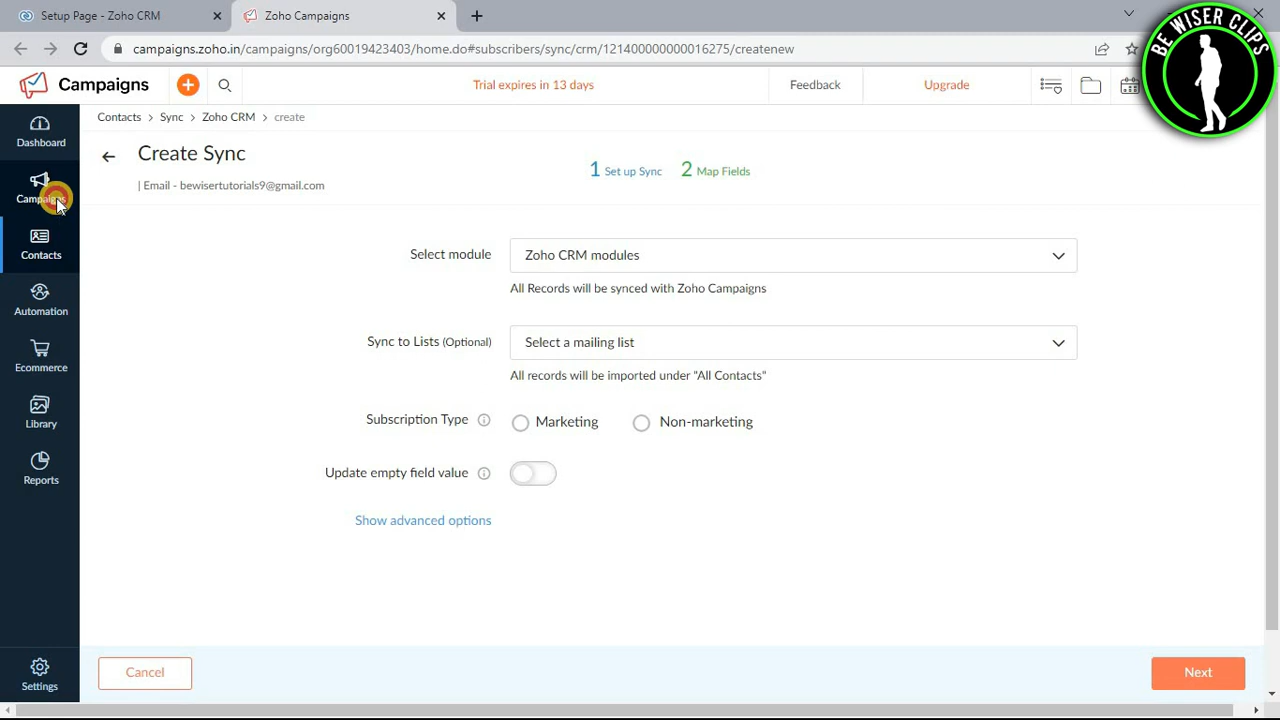 Setup Page - Zoho CRM
Zoho Campaigns
campaigns.zoho.in/campaigns/org60019423403/home.do#subscribers/sync/crm/121400000000016275/createnew
Campaigns
Trial expires in 13 days
Feedback
Upgrade
BE WISER CLIPS
Dashboard
Campaigns
Contacts
Automation
Ecommerce
Library
Reports
Settings
Contacts > Sync > Zoho CRM > create
Create Sync
| Email - bewisertutorials9@gmail.com
1 Set up Sync 2 Map Fields
Select module Zoho CRM modules
All Records will be synced with Zoho Campaigns
Sync to Lists (Optional) Select a mailing list
All records will be imported under "All Contacts"
Subscription Type Marketing Non-marketing
Update empty field value
Show advanced options
Cancel
Next